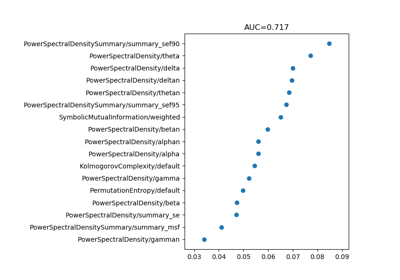 AUC=0.717
PowerSpectralDensitySummary/summary_sef90
PowerSpectralDensity/theta
PowerSpectralDensity/delta
PowerSpectralDensity/deltan
PowerSpectralDensity/thetan
PowerSpectralDensitySummary/summary_sef95
SymbolicMutualInformation/weighted
PowerSpectralDensity/betan
PowerSpectralDensity/alphan
PowerSpectralDensity/alpha
KolmogorovComplexity/default
PowerSpectralDensity/gamma
PermutationEntropy/default
PowerSpectralDensity/beta
PowerSpectralDensity/summary_se
PowerSpectralDensitySummary/summary_msf
PowerSpectralDensity/gamman
0.03 0.04 0.05 0.06 0.07 0.08 0.09